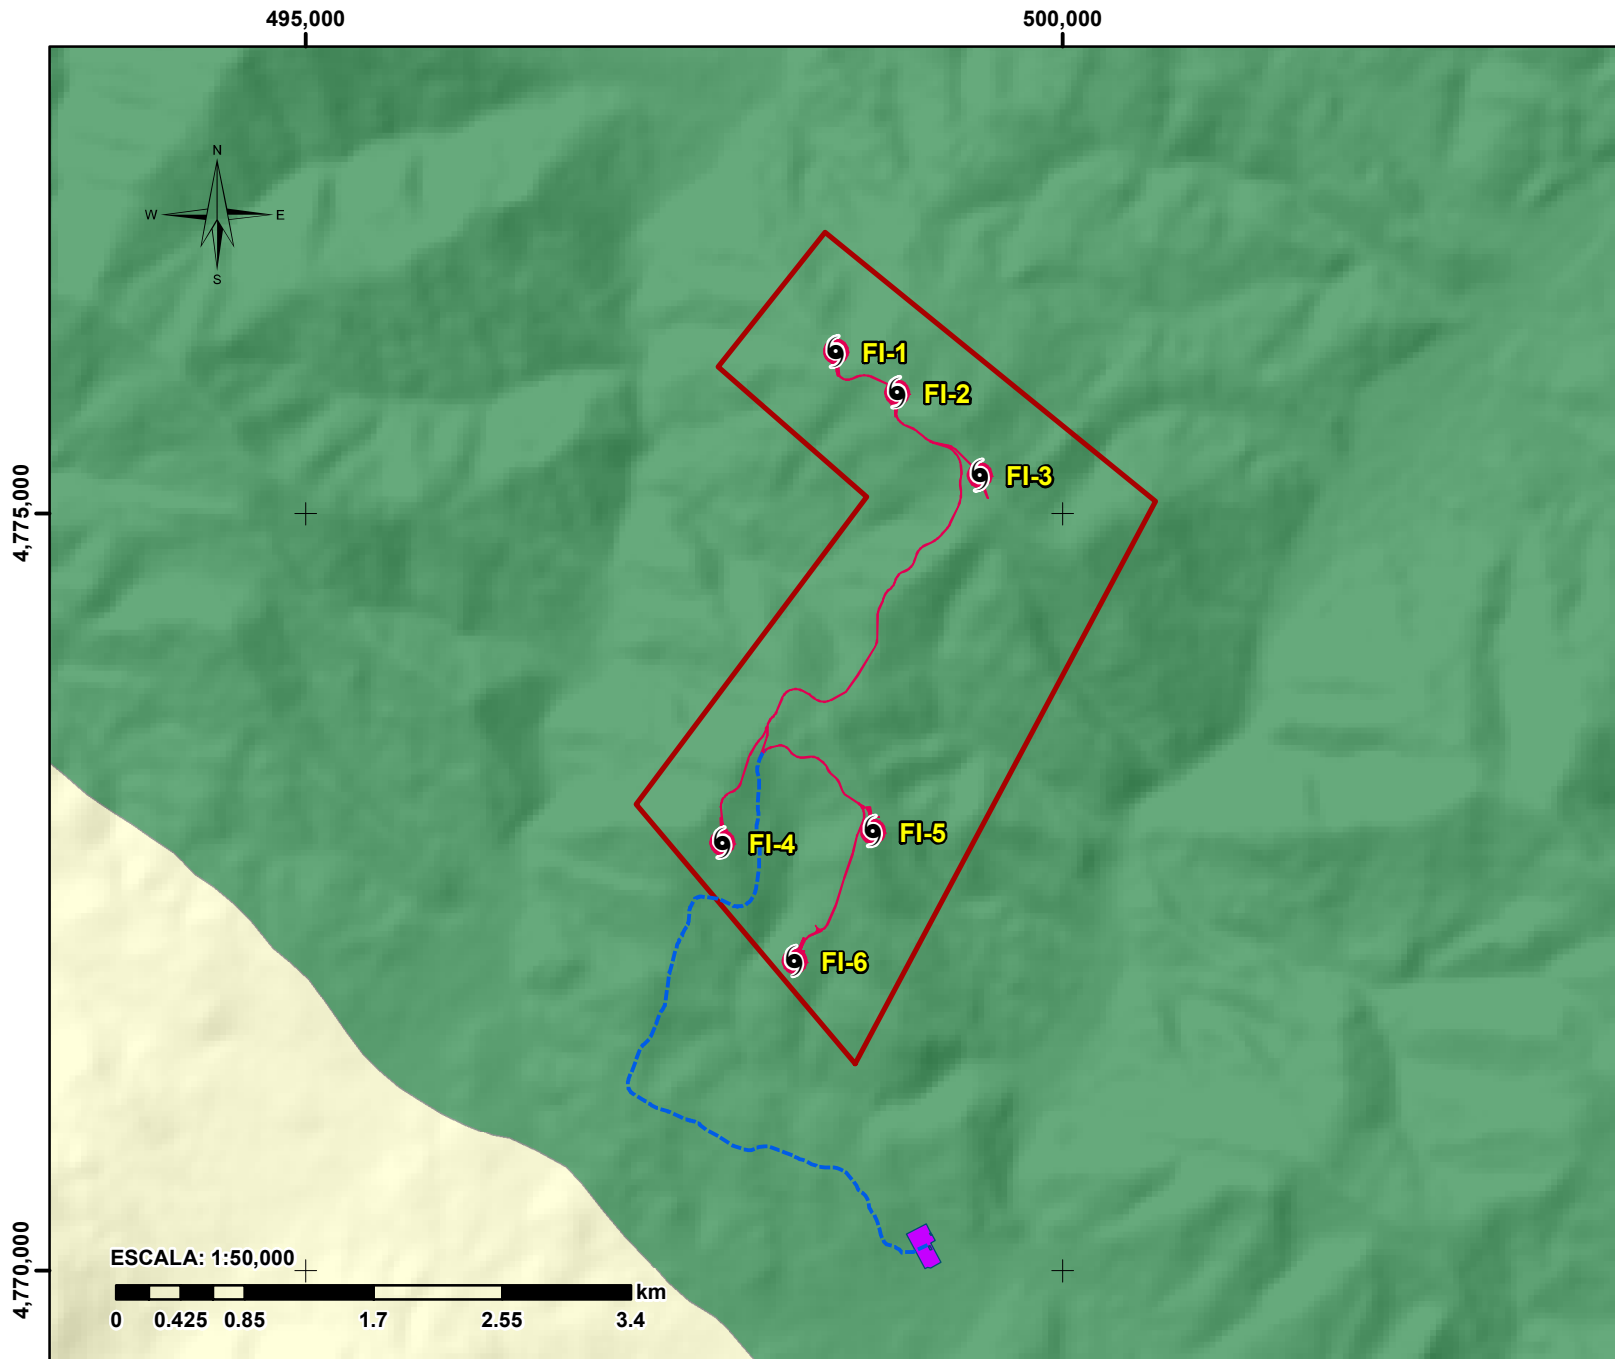 495,000
500,000
N
W
E
S
FI-1
FI-2
FI-3
4,775,000
FI-4
FI-5
FI-6
4,770,000
ESCALA: 1:50,000
km
0 0.425 0.85 1.7 2.55 3.4